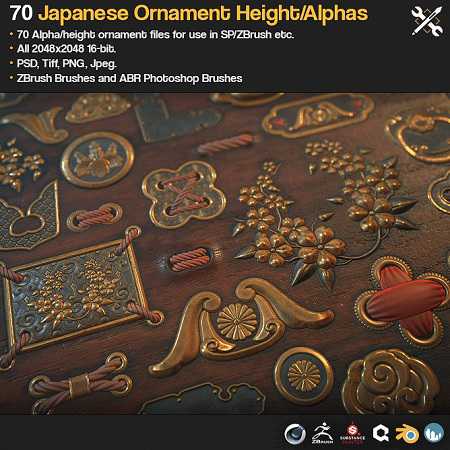 70 Japanese Ornament Height/Alphas
• 70 Alpha/height ornament files for use in SP/ZBrush etc.
• All 2048x2048 16-bit.
• PSD, Tiff, PNG, Jpeg.
• ZBrush Brushes and ABR Photoshop Brushes
ZBRUSH
SUBSTANCE
PAINTER